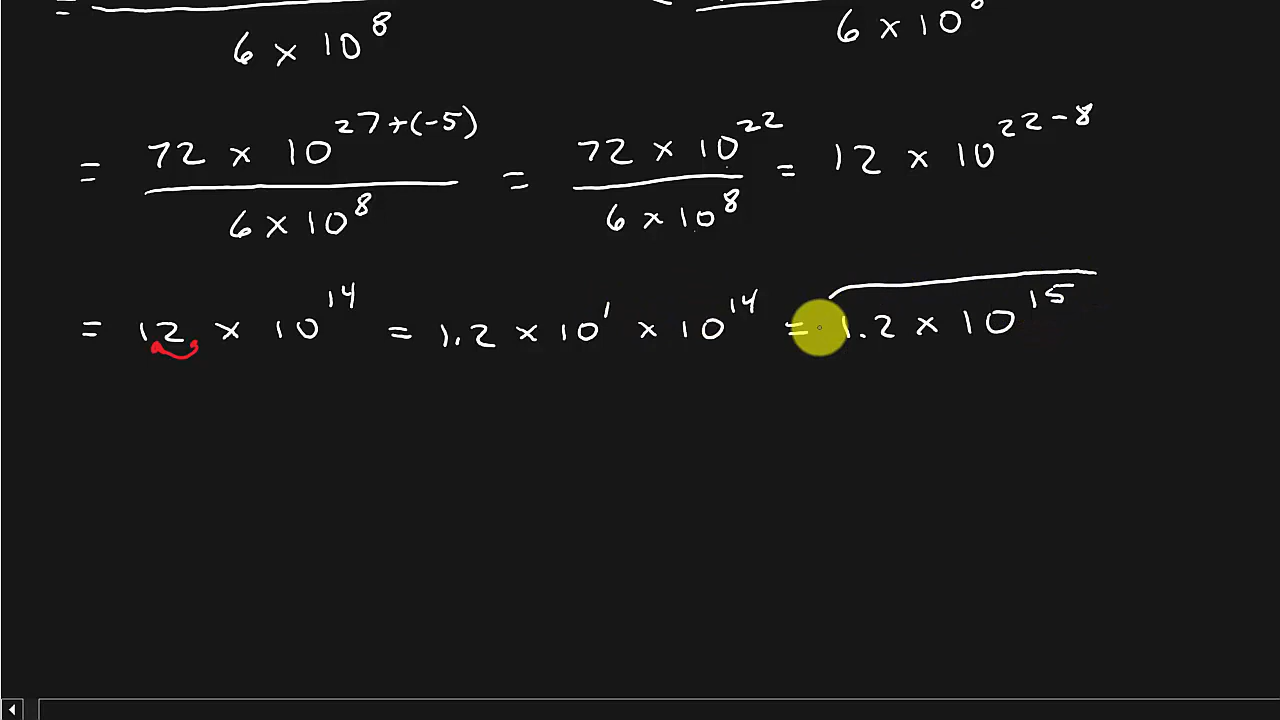 = 6 x 10^8 6 x 10^8
= 72 x 10^27+(-5) / 6 x 10^8 = 72 x 10^22 / 6 x 10^8 = 12 x 10^22-8
= 12 x 10^14 = 1.2 x 10^1 x 10^14 = 1.2 x 10^15